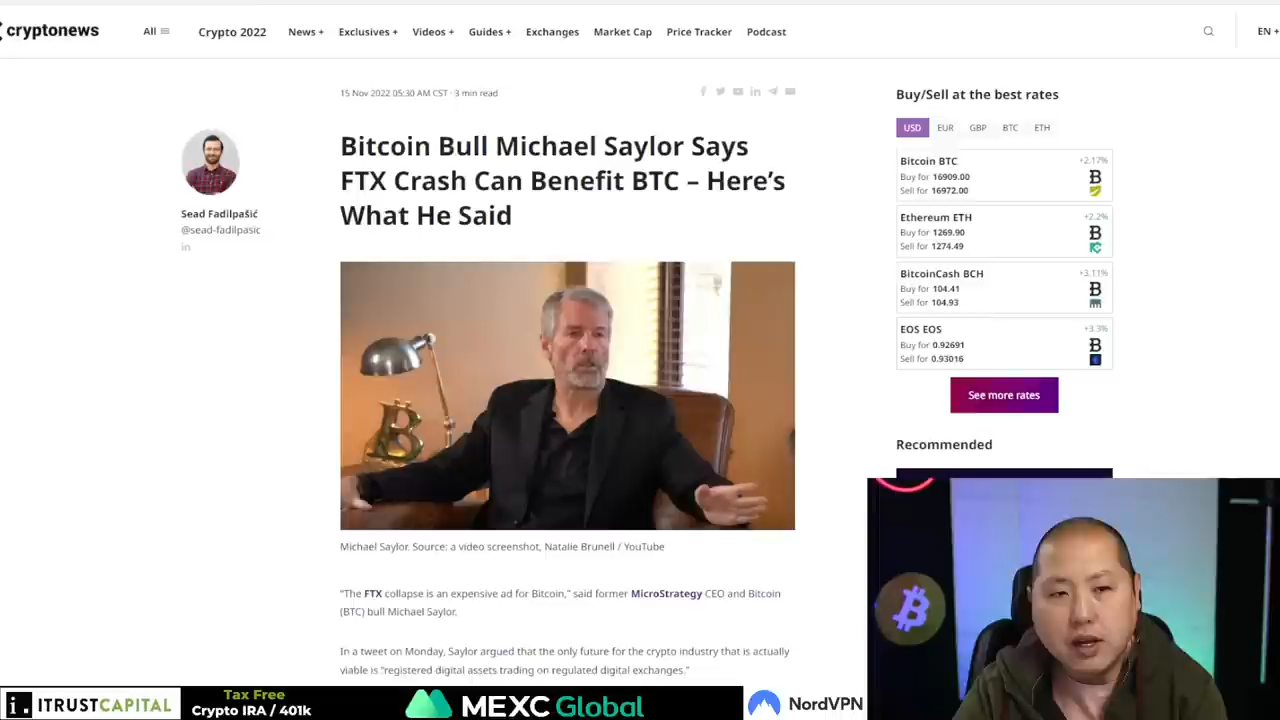 cryptonews
All
Crypto 2022
News +
Exclusives +
Videos +
Guides +
Exchanges
Market Cap
Price Tracker
Podcast
EN +
15 Nov 2022 05:30 AM CST · 3 min read
Sead Fadilpašić
@sead-fadilpasic
in
Bitcoin Bull Michael Saylor Says
FTX Crash Can Benefit BTC – Here's
What He Said
Michael Saylor. Source: a video screenshot, Natalie Brunell / YouTube
"The FTX collapse is an expensive ad for Bitcoin," said former MicroStrategy CEO and Bitcoin
(BTC) bull Michael Saylor.
In a tweet on Monday, Saylor argued that the only future for the crypto industry that is actually
viable is "registered digital assets trading on regulated digital exchanges."
Buy/Sell at the best rates
USD
EUR
GBP
BTC
ETH
Bitcoin BTC
+2.17%
Buy for 16909.00
Sell for 16972.00
Ethereum ETH
+2.2%
Buy for 1269.90
Sell for 1274.49
BitcoinCash BCH
+3.11%
Buy for 104.41
Sell for 104.93
EOS EOS
+3.3%
Buy for 0.92691
Sell for 0.93016
See more rates
Recommended
i. ITRUSTCAPITAL
Tax Free
Crypto IRA / 401k
MEXC Global
NordVPN